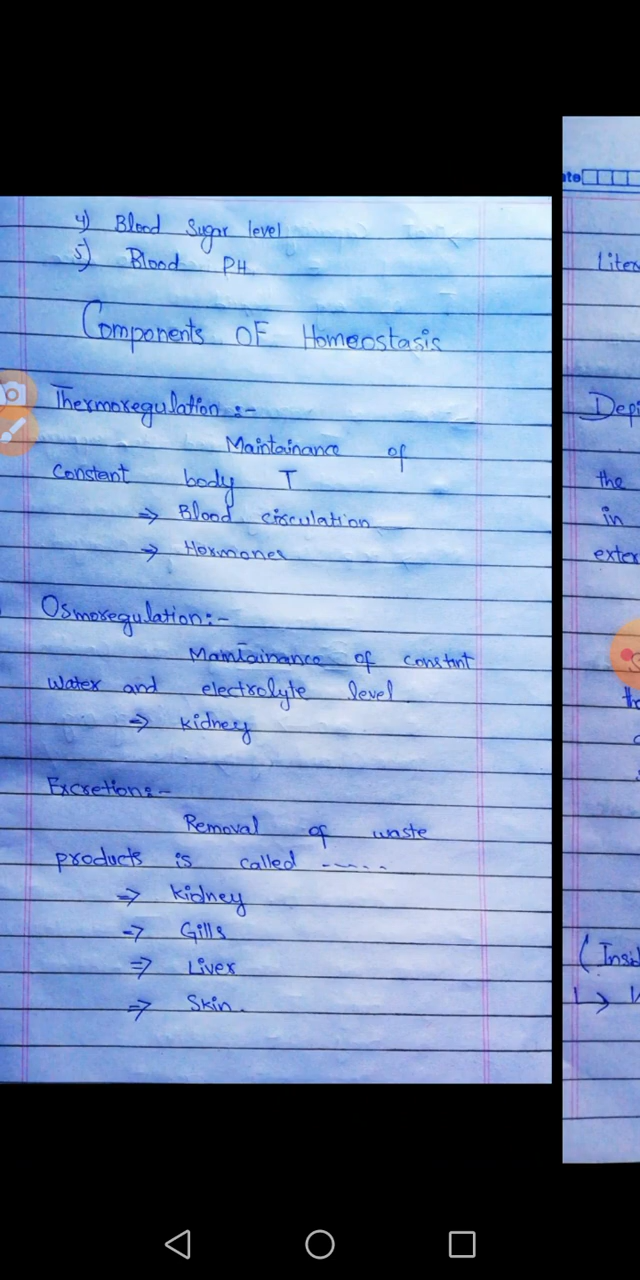 4) Blood Sugar level
5) Blood PH
Components OF Homeostasis
Thermoregulation :-
Maintainance of
Constant body T
⇒ Blood circulation
⇒ Hormones
Osmoregulation:-
Maintainance of constant
water and electrolyte level
⇒ kidney
Excretion:-
Removal of waste
products is called -----
⇒ kidney
⇒ Gills
⇒ Liver
⇒ Skin.
the
in
(